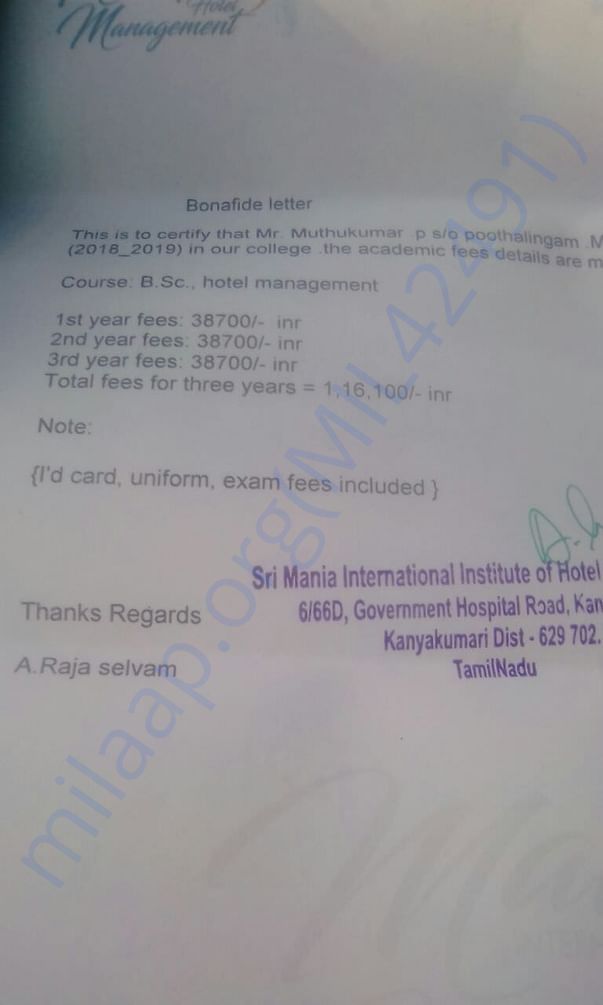 Hotel
Management
Bonafide letter
This is to certify that Mr. Muthukumar .p s/o poothalingam .M
(2018_2019) in our college .the academic fees details are m
Course: B.Sc., hotel management
1st year fees: 38700/- inr
2nd year fees: 38700/- inr
3rd year fees: 38700/- inr
Total fees for three years = 1,16,100/- inr
Note:
{I'd card, uniform, exam fees included }
Sri Mania International Institute of Hotel
6/66D, Government Hospital Road, Kan
Thanks Regards
Kanyakumari Dist - 629 702.
A.Raja selvam
TamilNadu
milaap.org(MIL42491)